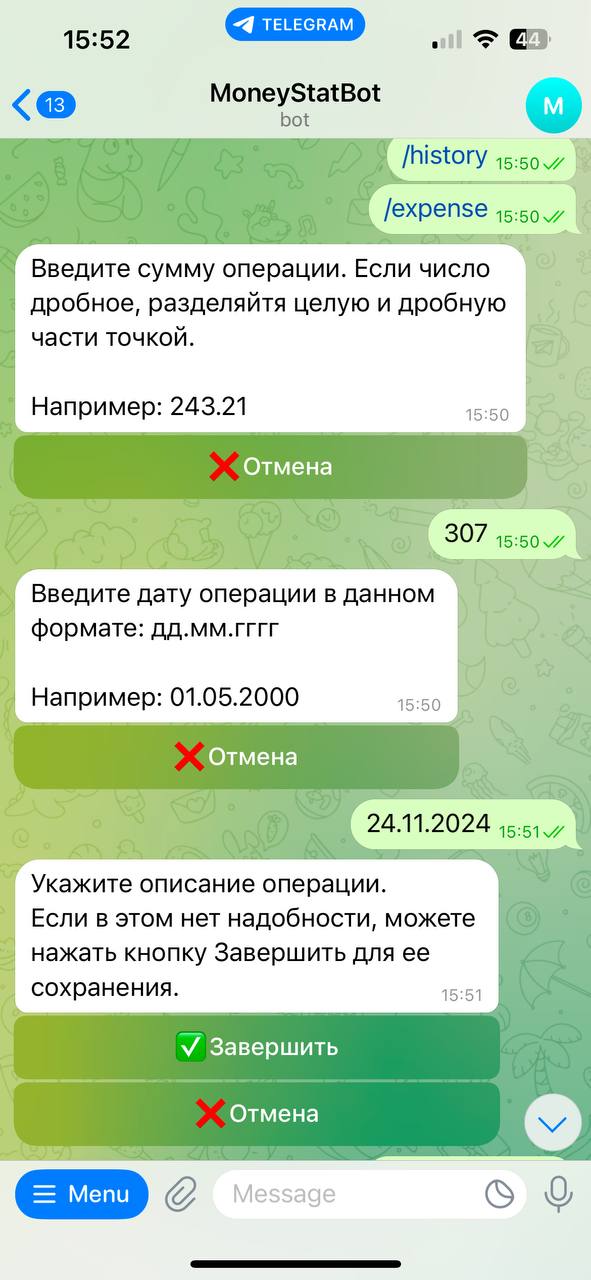 15:52
TELEGRAM
44
13
MoneyStatBot
bot
M
/history 15:50
/expense 15:50
Введите сумму операции. Если число
дробное, разделяйтя целую и дробную
части точкой.
Например: 243.21
15:50
Отмена
307 15:50
Введите дату операции в данном
формате: дд.мм.гггг
Например: 01.05.2000
15:50
Отмена
24.11.2024 15:51
Укажите описание операции.
Если в этом нет надобности, можете
нажать кнопку Завершить для ее
сохранения.
15:51
Завершить
Отмена
Menu
Message